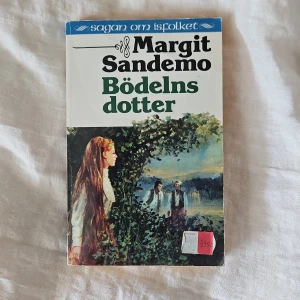 sagan om isfolket
Margit
Sandemo
Bödelns
dotter